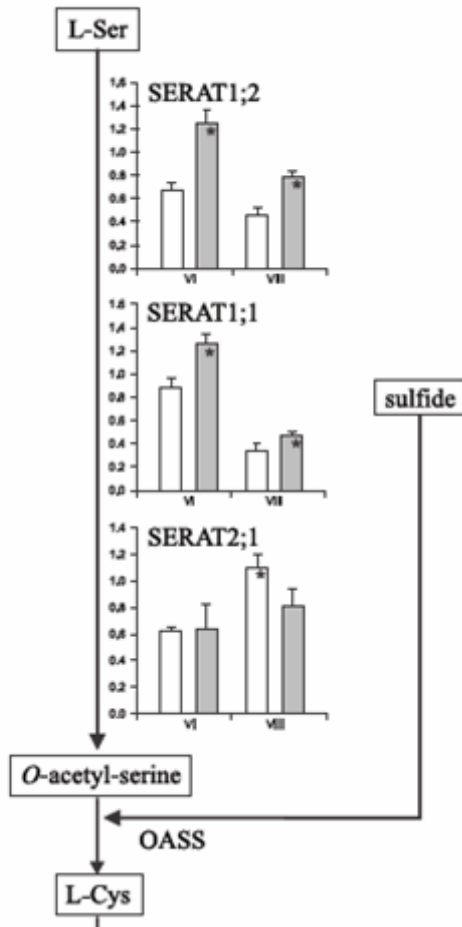 L-Ser
SERAT1;2
1,6
1,4
1,2
1,0
0,8
0,6
0,4
0,2
0,0
VI VIII
*
*
SERAT1;1
1,6
1,4
1,2
1,0
0,8
0,6
0,4
0,2
0,0
VI VIII
*
*
sulfide
SERAT2;1
1,4
1,2
1,0
0,8
0,6
0,4
0,2
0,0
VI VIII
*
O-acetyl-serine
OASS
L-Cys